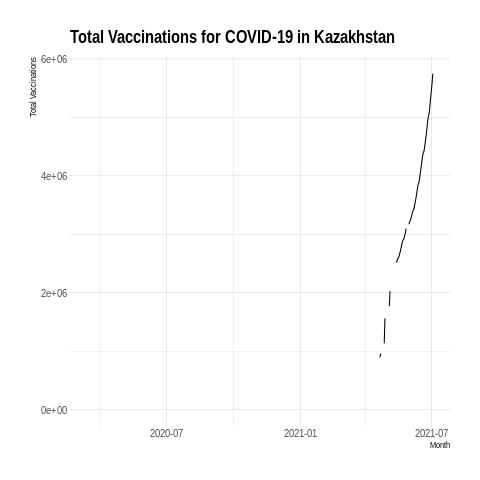 Total Vaccinations for COVID-19 in Kazakhstan
Total Vaccinations
6e+06
4e+06
2e+06
0e+00
2020-07
2021-01
2021-07
Month